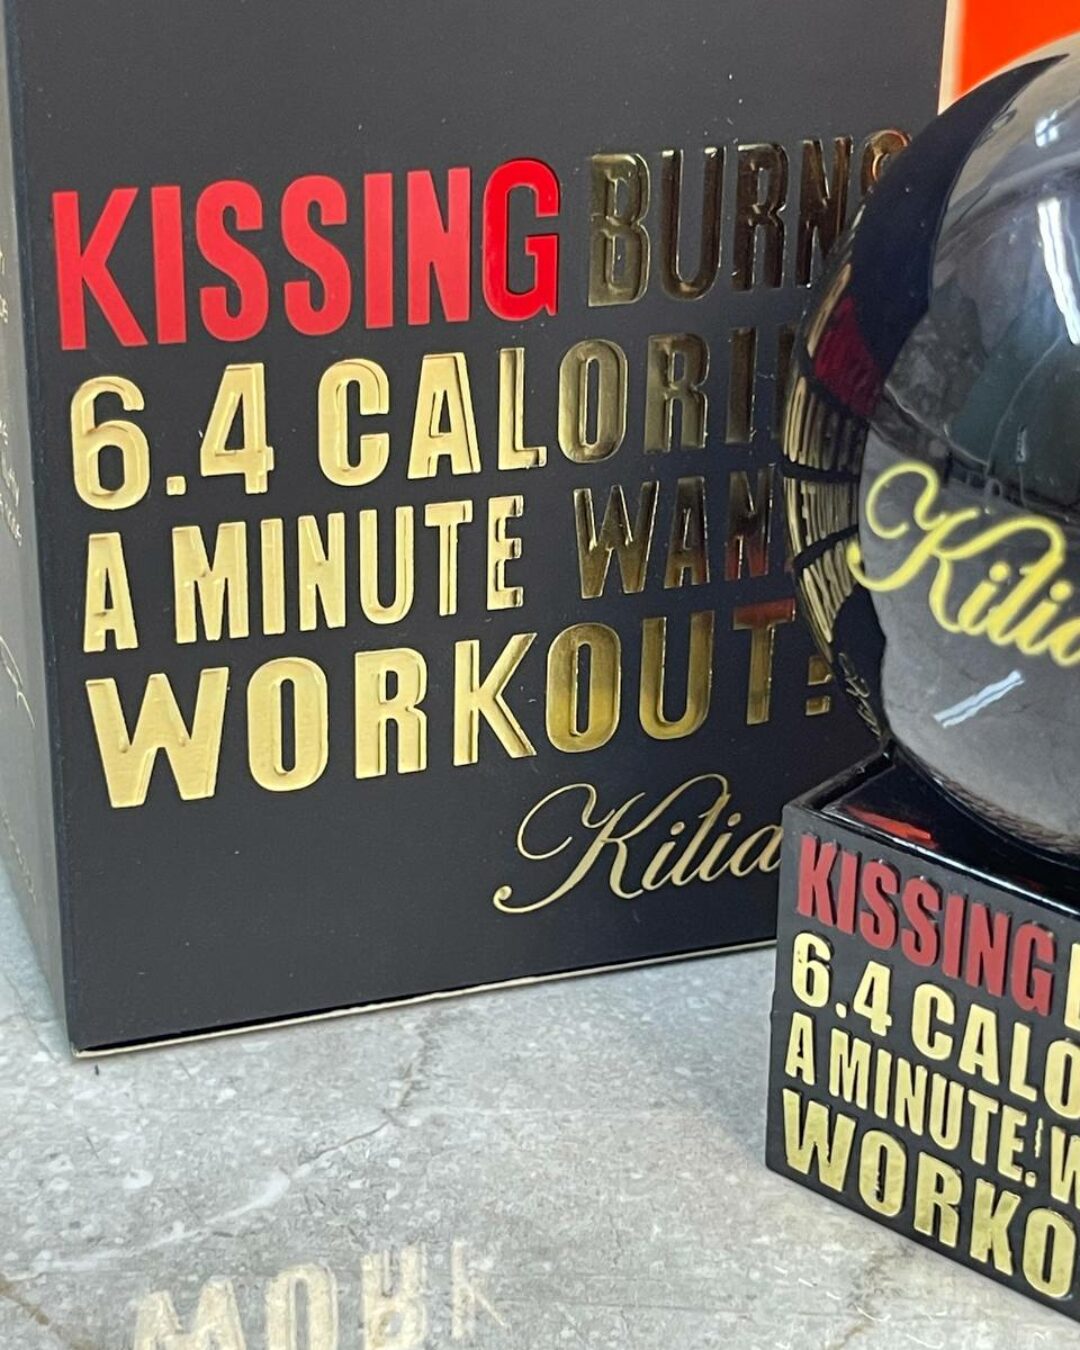 KISSING BURNS
6.4 CALORI
A MINUTE WAN
WORKOUT?
Kilia
Kilia
KISSING
6.4 CALO
A MINUTE. W
WORKO